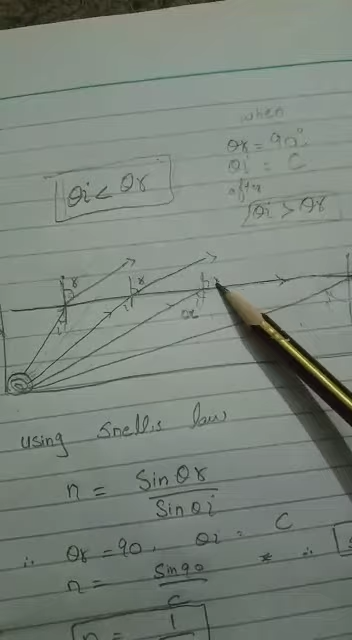 when
θr = 90°
θi = C
after
θi > θr
θi < θr
r
r
r
i
i
using Snell's law
n = Sin θr / Sin θi
∴ θr = 90, θi = C
n = Sin 90 / C
∴
n = 1